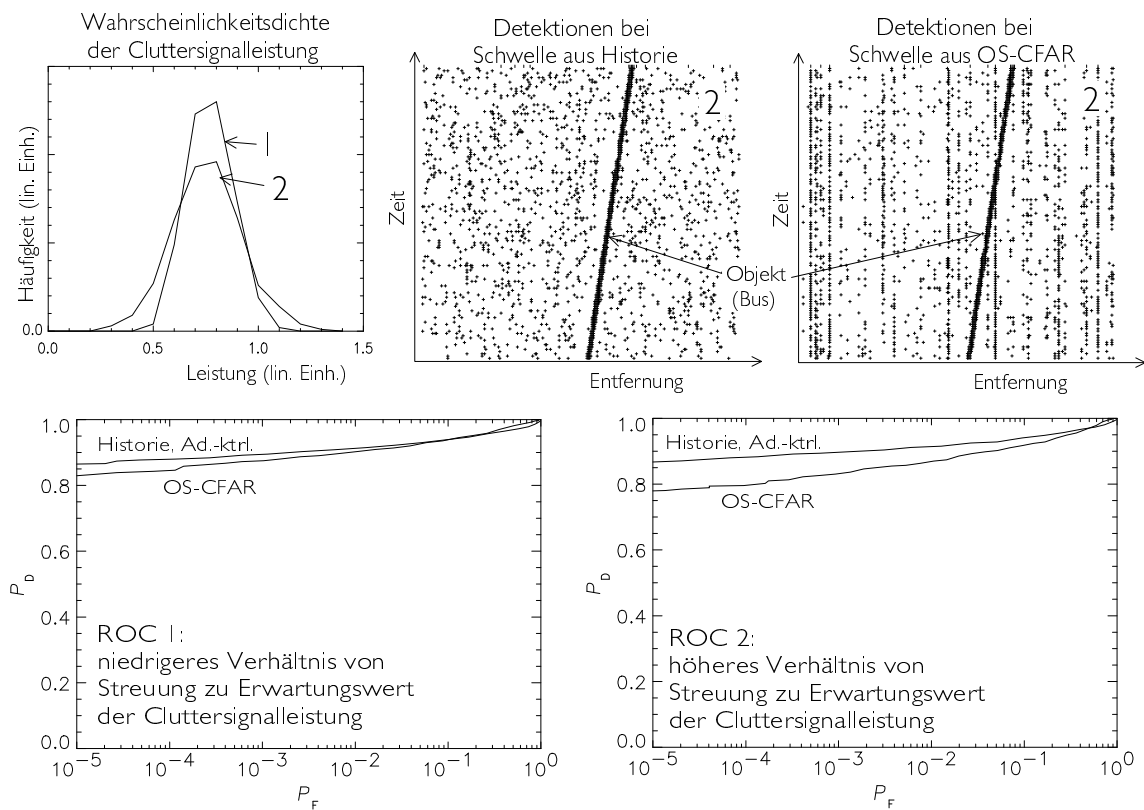 Wahrscheinlichkeitsdichte
der Cluttersignalleistung
Häufigkeit (lin. Einh.)
1
2
0.0
0.0
0.5
1.0
1.5
Leistung (lin. Einh.)
Detektionen bei
Schwelle aus Historie
2
Zeit
Entfernung
Objekt
(Bus)
Detektionen bei
Schwelle aus OS-CFAR
2
Zeit
Entfernung
1.0
0.8
0.6
0.4
0.2
0.0
P_D
Historie, Ad.-ktrl.
OS-CFAR
ROC 1:
niedrigeres Verhältnis von
Streuung zu Erwartungswert
der Cluttersignalleistung
10⁻⁵ 10⁻⁴ 10⁻³ 10⁻² 10⁻¹ 10⁰
P_F
1.0
0.8
0.6
0.4
0.2
0.0
P_D
Historie, Ad.-ktrl.
OS-CFAR
ROC 2:
höheres Verhältnis von
Streuung zu Erwartungswert
der Cluttersignalleistung
10⁻⁵ 10⁻⁴ 10⁻³ 10⁻² 10⁻¹ 10⁰
P_F